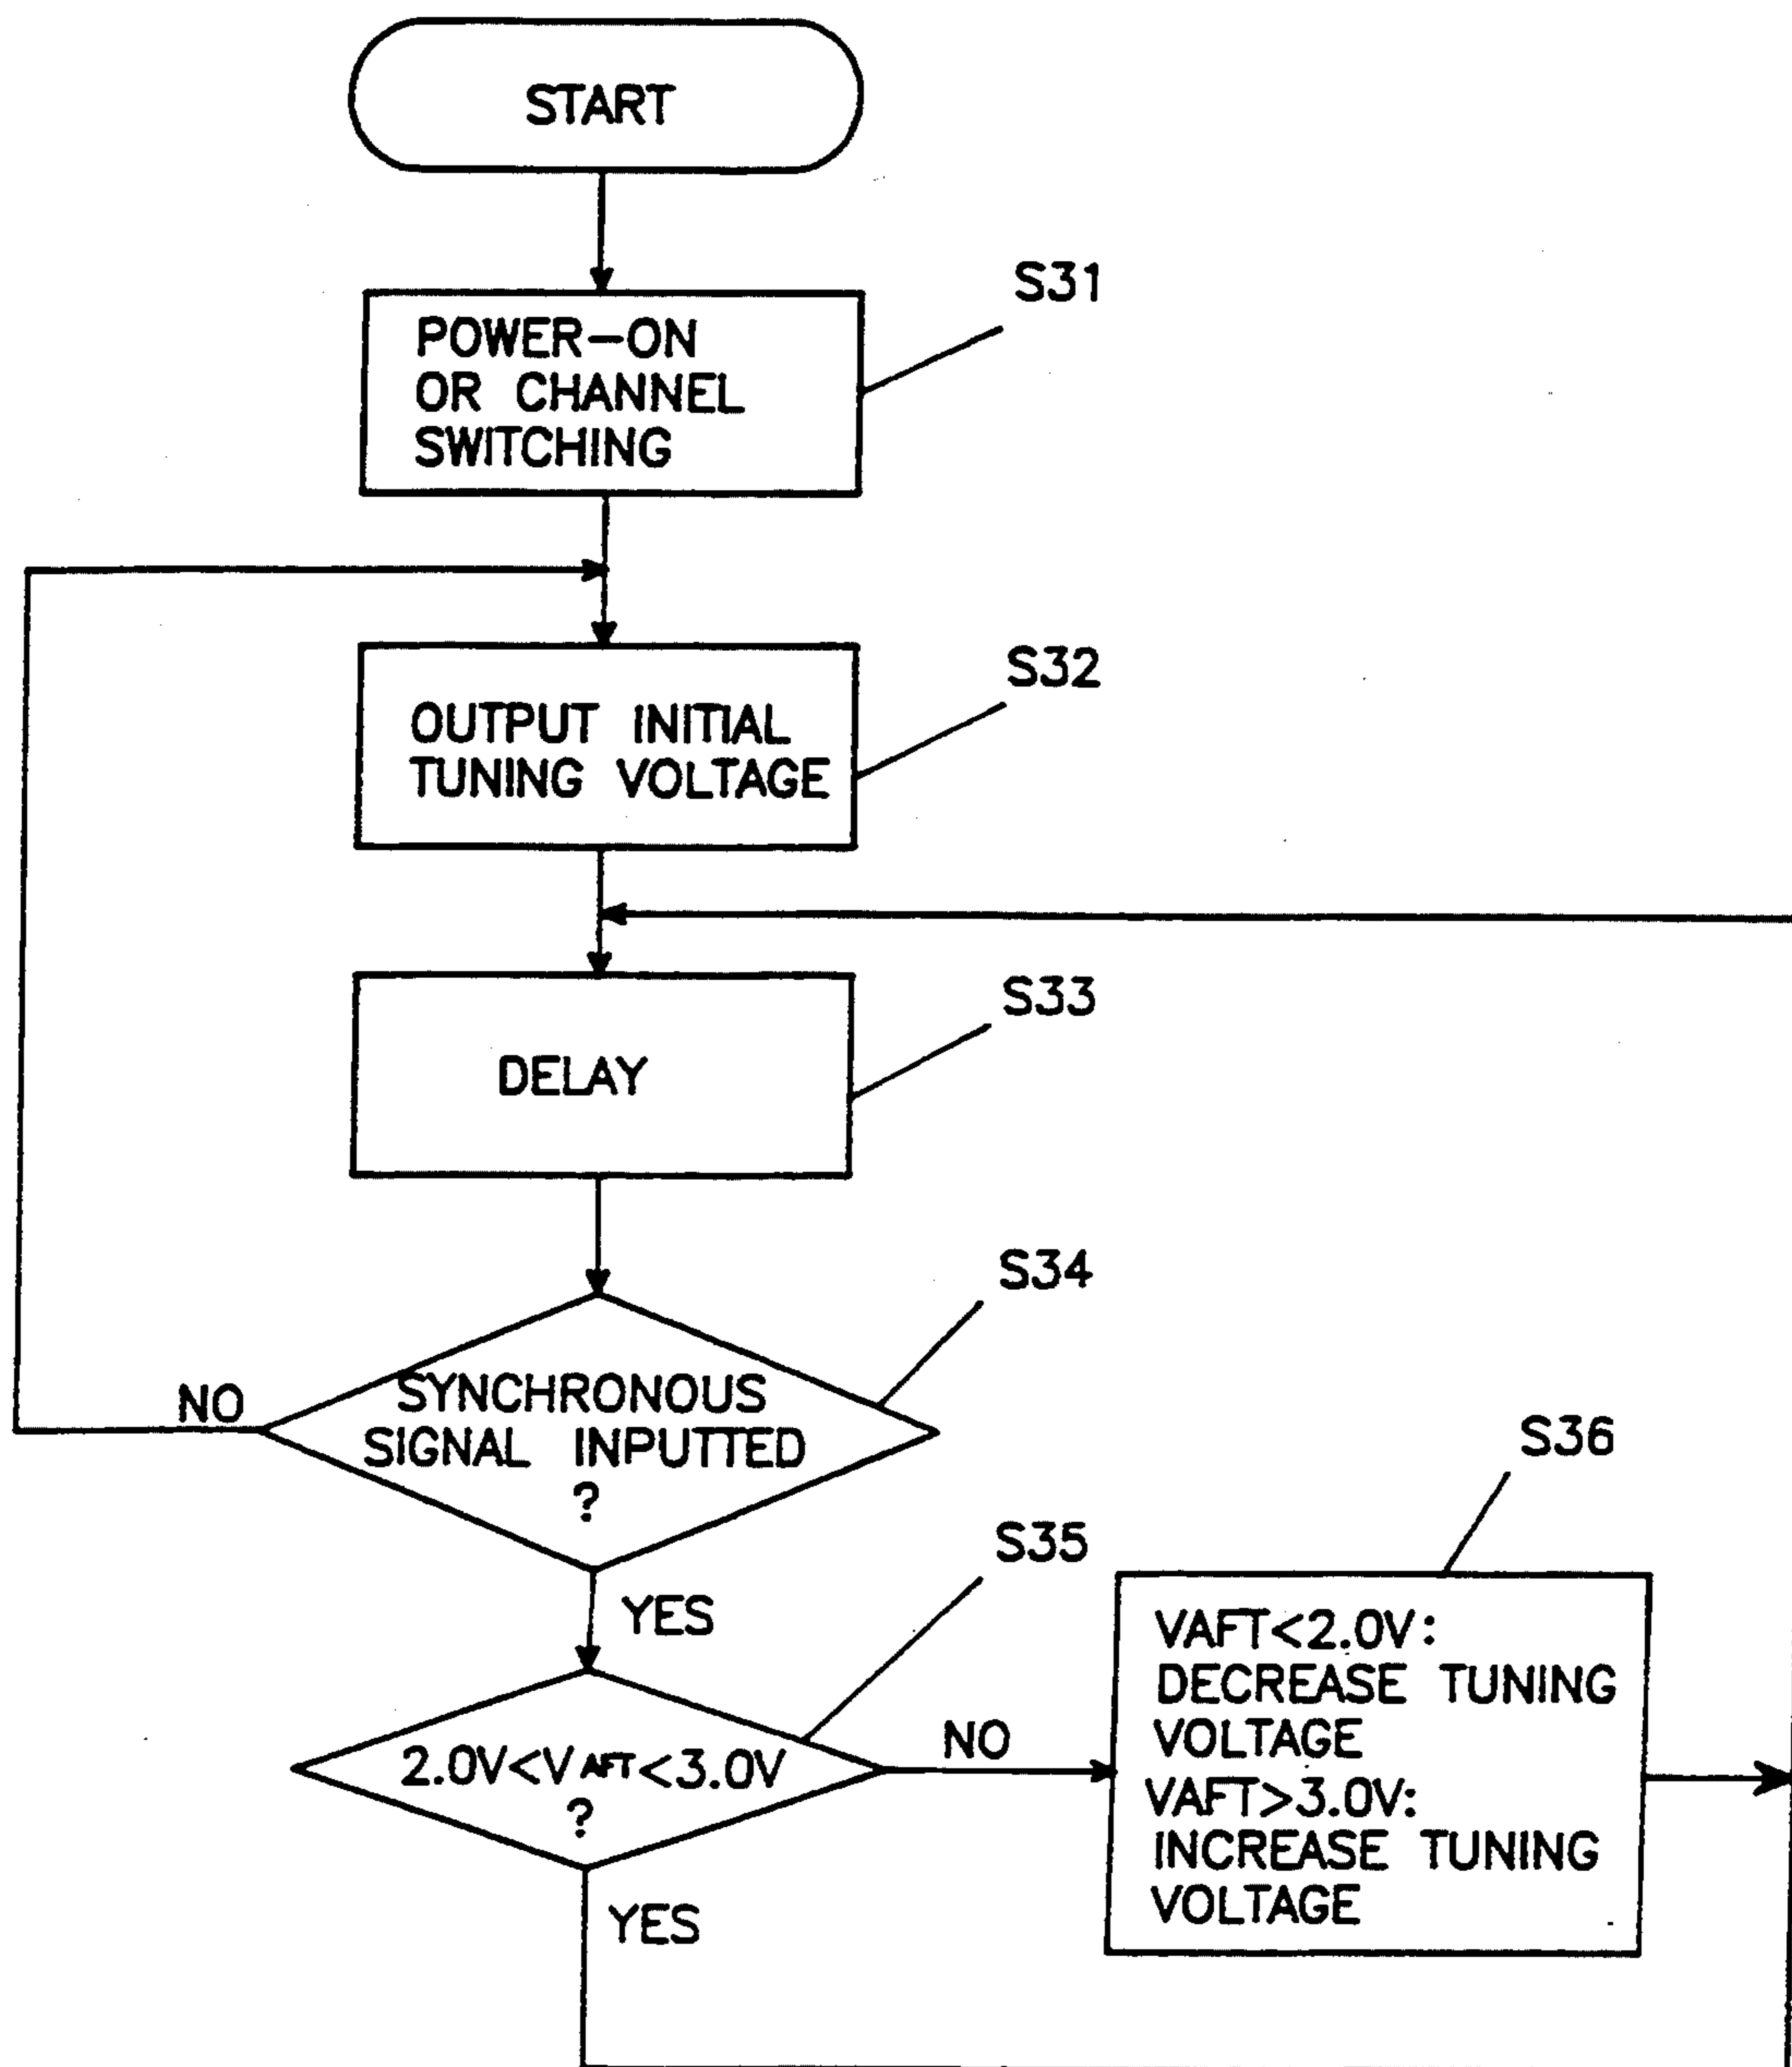 START
S31
POWER-ON
OR CHANNEL
SWITCHING
S32
OUTPUT INITIAL
TUNING VOLTAGE
S33
DELAY
S34
SYNCHRONOUS
SIGNAL INPUTTED
?
NO
YES
S35
2.0V<VAFT<3.0V
?
NO
YES
S36
VAFT<2.0V:
DECREASE TUNING
VOLTAGE
VAFT>3.0V:
INCREASE TUNING
VOLTAGE